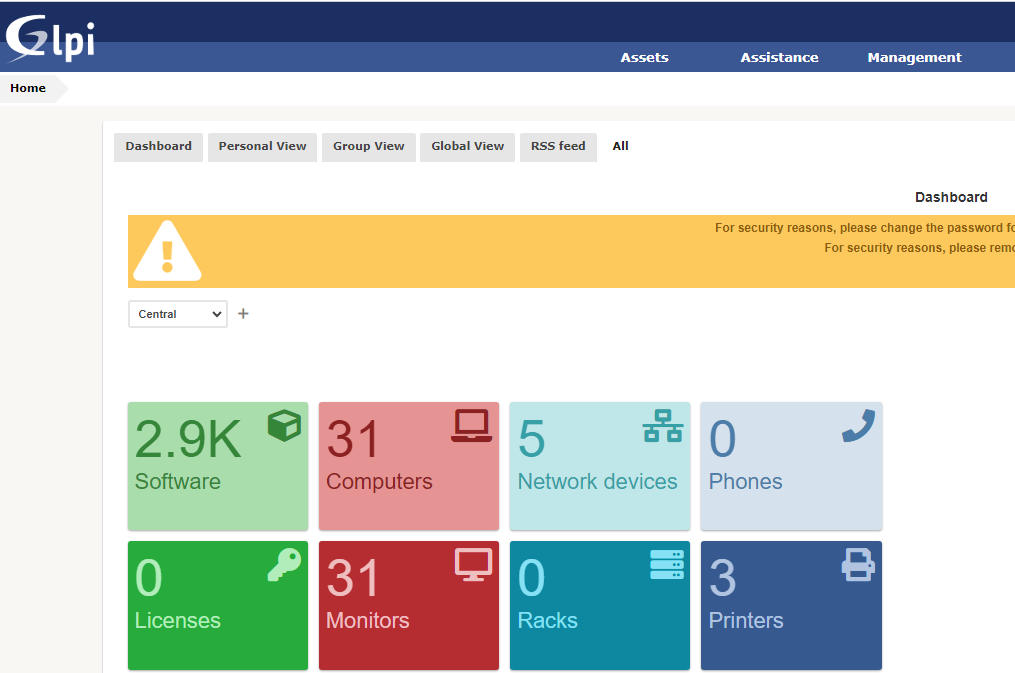 Glpi
Assets Assistance Management
Home
Dashboard Personal View Group View Global View RSS feed All
Dashboard
For security reasons, please change the password
For security reasons, please
Central +
2.9K 31 5 0
Software Computers Network devices Phones
0 31 0 3
Licenses Monitors Racks Printers